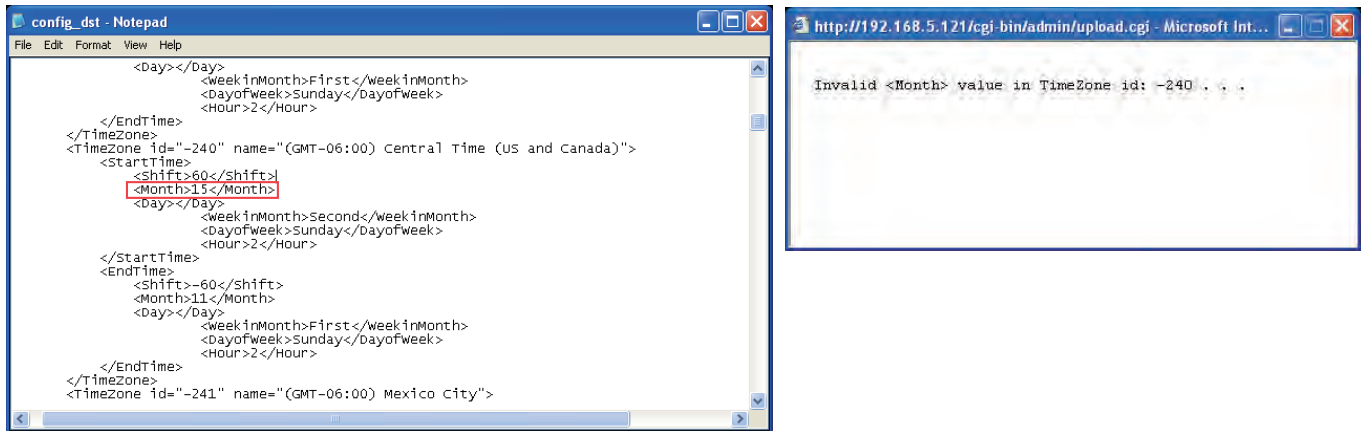 config_dst - Notepad
File Edit Format View Help
<Day></Day>
<WeekinMonth>First</WeekinMonth>
<DayofWeek>Sunday</DayofWeek>
<Hour>2</Hour>
</EndTime>
</TimeZone>
<TimeZone id="-240" name="(GMT-06:00) Central Time (US and Canada)">
<StartTime>
<Shift>60</Shift>
<Month>15</Month>
<Day></Day>
<WeekinMonth>Second</WeekinMonth>
<DayofWeek>Sunday</DayofWeek>
<Hour>2</Hour>
</StartTime>
<EndTime>
<Shift>-60</Shift>
<Month>11</Month>
<Day></Day>
<WeekinMonth>First</WeekinMonth>
<DayofWeek>Sunday</DayofWeek>
<Hour>2</Hour>
</EndTime>
</TimeZone>
<TimeZone id="-241" name="(GMT-06:00) Mexico City">
http://192.168.5.121/cgi-bin/admin/upload.cgi - Microsoft Int...
Invalid <Month> value in TimeZone id: -240 . . .